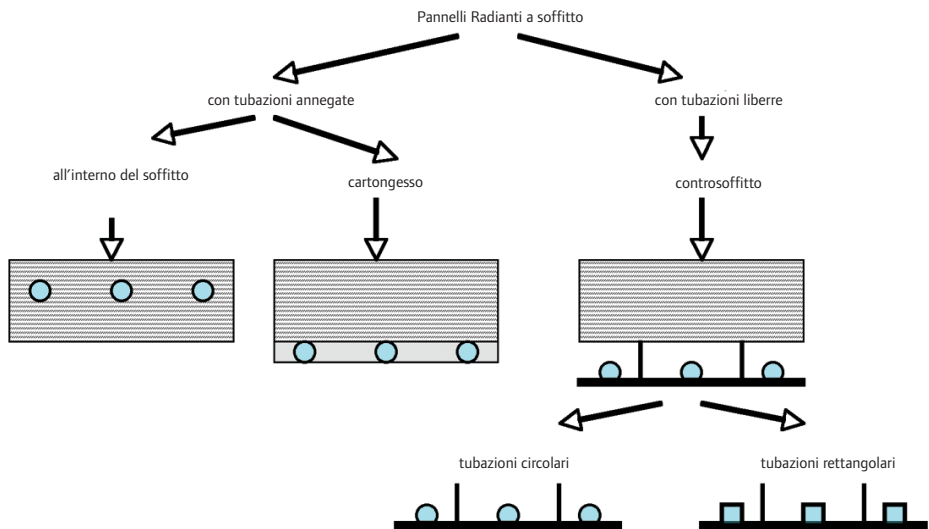 Pannelli Radianti a soffitto
con tubazioni annegate
con tubazioni liberre
all'interno del soffitto
cartongesso
controsoffitto
tubazioni circolari
tubazioni rettangolari